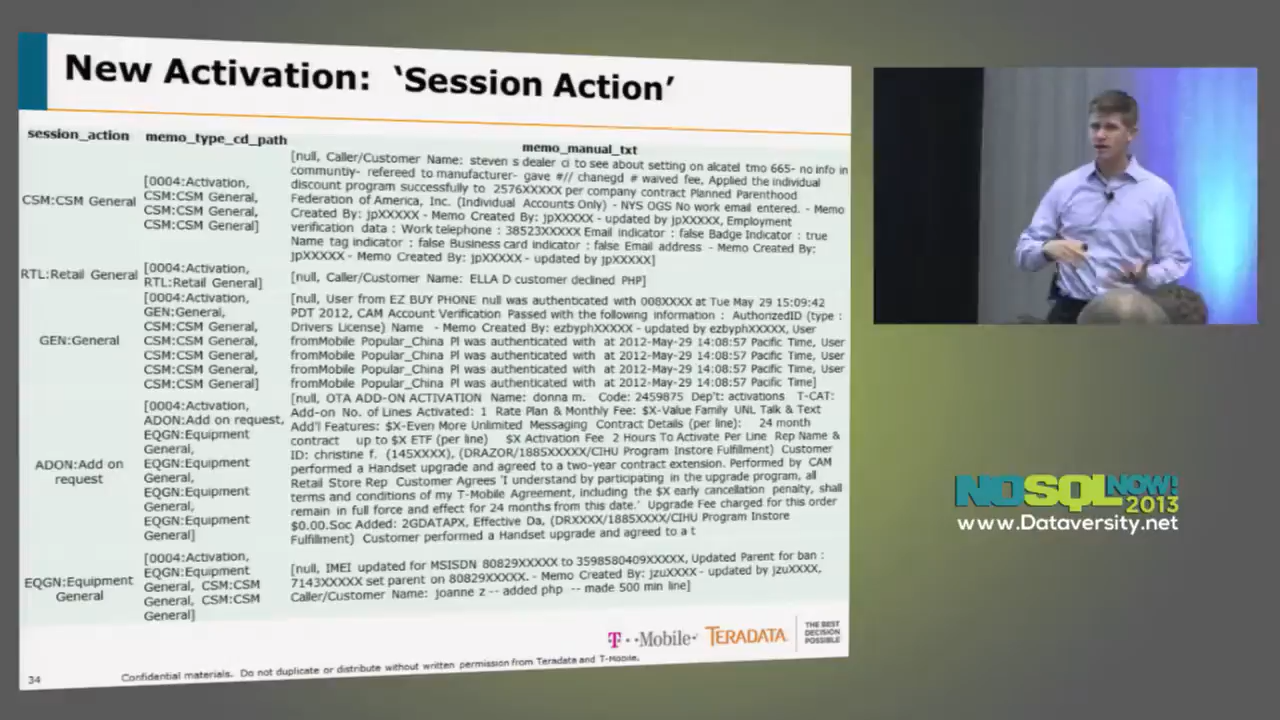 New Activation: ‘Session Action’
session_action memo_type_cd_path memo_manual_txt
CSM:CSM General
[0004:Activation,
CSM:CSM General,
CSM:CSM General,
CSM:CSM General]
[null, Caller/Customer Name: steven s dealer ci to see about setting on alcatel tmo 665- no info in
communtiy- refereed to manufacturer- gave #// chanegd # waived fee, Applied the individual
discount program successfully to 2576XXXXX per company contract Planned Parenthood
Federation of America, Inc. (Individual Accounts Only) - NYS OGS No work email entered. - Memo
Created By: jpXXXXX - Memo Created By: jpXXXXX - updated by jpXXXXX, Employment
verification data : Work telephone : 38523XXXXX Email indicator : false Badge Indicator : true
Name tag indicator : false Business card indicator : false Email address - Memo Created By:
jpXXXXX - Memo Created By: jpXXXXX - updated by jpXXXXX]
RTL:Retail General
[0004:Activation,
RTL:Retail General]
[null, Caller/Customer Name: ELLA D customer declined PHP]
GEN:General
[0004:Activation,
GEN:General,
CSM:CSM General,
CSM:CSM General,
CSM:CSM General,
CSM:CSM General,
CSM:CSM General]
[null, User from EZ BUY PHONE null was authenticated with 008XXXX at Tue May 29 15:09:42
PDT 2012, CAM Account Verification Passed with the following information : AuthorizedID (type :
Drivers License) Name - Memo Created By: ezbyphXXXXX - updated by ezbyphXXXXX, User
fromMobile Popular_China Pl was authenticated with at 2012-May-29 14:08:57 Pacific Time, User
fromMobile Popular_China Pl was authenticated with at 2012-May-29 14:08:57 Pacific Time, User
fromMobile Popular_China Pl was authenticated with at 2012-May-29 14:08:57 Pacific Time, User
fromMobile Popular_China Pl was authenticated with at 2012-May-29 14:08:57 Pacific Time]
ADON:Add on
request
[0004:Activation,
ADON:Add on request,
EQGN:Equipment
General,
EQGN:Equipment
General,
EQGN:Equipment
General,
EQGN:Equipment
General]
[null, OTA ADD-ON ACTIVATION Name: donna m. Code: 2459875 Dep't: activations T-CAT:
Add-on No. of Lines Activated: 1 Rate Plan & Monthly Fee: $X-Value Family UNL Talk & Text
Add'l Features: $X-Even More Unlimited Messaging Contract Details (per line): 24 month
contract up to $X ETF (per line) $X Activation Fee 2 Hours To Activate Per Line Rep Name &
ID: christine f. (145XXXX), (DRAZOR/1885XXXX/CIHU Program Instore Fulfillment) Customer
performed a Handset upgrade and agreed to a two-year contract extension. Performed by CAM
Retail Store Rep Customer Agrees 'I understand by participating in the upgrade program, all
terms and conditions of my T-Mobile Agreement, including the $X early cancellation penalty, shall
remain in full force and effect for 24 months from this date.' Upgrade Fee charged for this order
$0.00.Soc Added: 2GDATAPX, Effective Da, (DRXXXX/1885XXXX/CIHU Program Instore
Fulfillment) Customer performed a Handset upgrade and agreed to a t
EQGN:Equipment
General
[0004:Activation,
EQGN:Equipment
General, CSM:CSM
General, CSM:CSM
General]
[null, IMEI updated for MSISDN 80829XXXXX to 3598580409XXXXX, Updated Parent for ban :
7143XXXXX set parent on 80829XXXXX. - Memo Created By: jzuXXXX - updated by jzuXXXX,
Caller/Customer Name: joanne z -- added php -- made 500 min line]
T··Mobile· TERADATA THE BEST
DECISION
POSSIBLE
34 Confidential materials. Do not duplicate or distribute without written permission from Teradata and T-Mobile.
NOSQLNOW!
2013
www.Dataversity.net